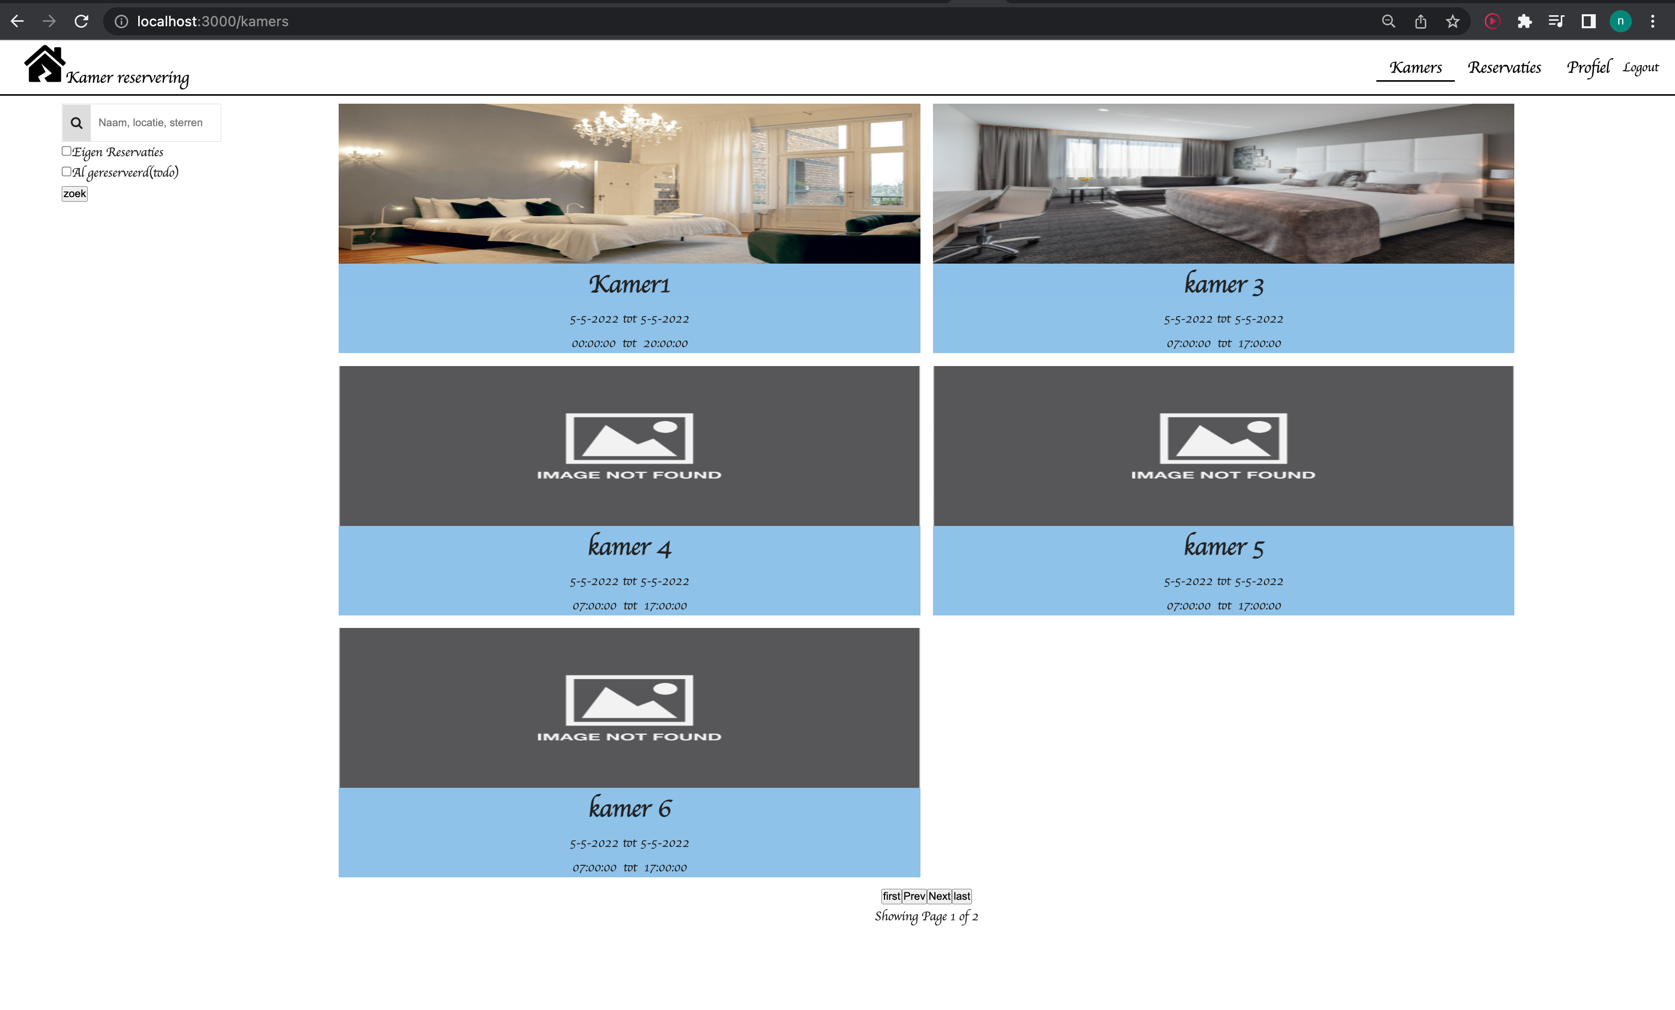 localhost:3000/kamers
n
Kamer reservering
Kamers Reservaties Profiel Logout
Naam, locatie, sterren
Eigen Reservaties
Al gereserveerd(todo)
zoek
Kamer1
5-5-2022 tot 5-5-2022
00:00:00 tot 20:00:00
kamer 3
5-5-2022 tot 5-5-2022
07:00:00 tot 17:00:00
IMAGE NOT FOUND
kamer 4
5-5-2022 tot 5-5-2022
07:00:00 tot 17:00:00
IMAGE NOT FOUND
kamer 5
5-5-2022 tot 5-5-2022
07:00:00 tot 17:00:00
IMAGE NOT FOUND
kamer 6
5-5-2022 tot 5-5-2022
07:00:00 tot 17:00:00
first Prev Next last
Showing Page 1 of 2